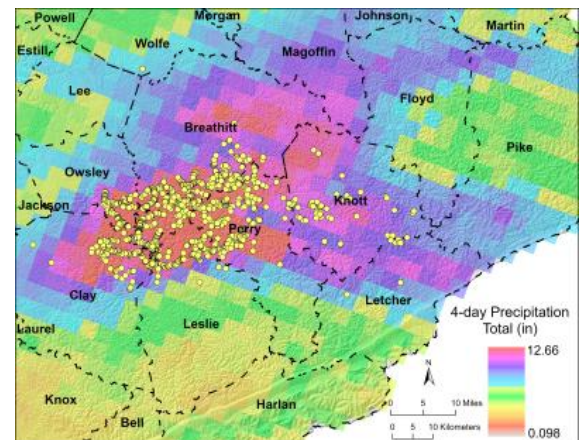 Powell
Morgan
Johnson
Martin
Estill
Wolfe
Magoffin
Lee
Floyd
Breathitt
Pike
Owsley
Jackson
Knott
Perry
Clay
Letcher
4-day Precipitation
Total (in)
Laurel
Leslie
12.66
N
Knox
Harlan
0 5 10 Miles
Bell
0 5 10 Kilometers
0.098